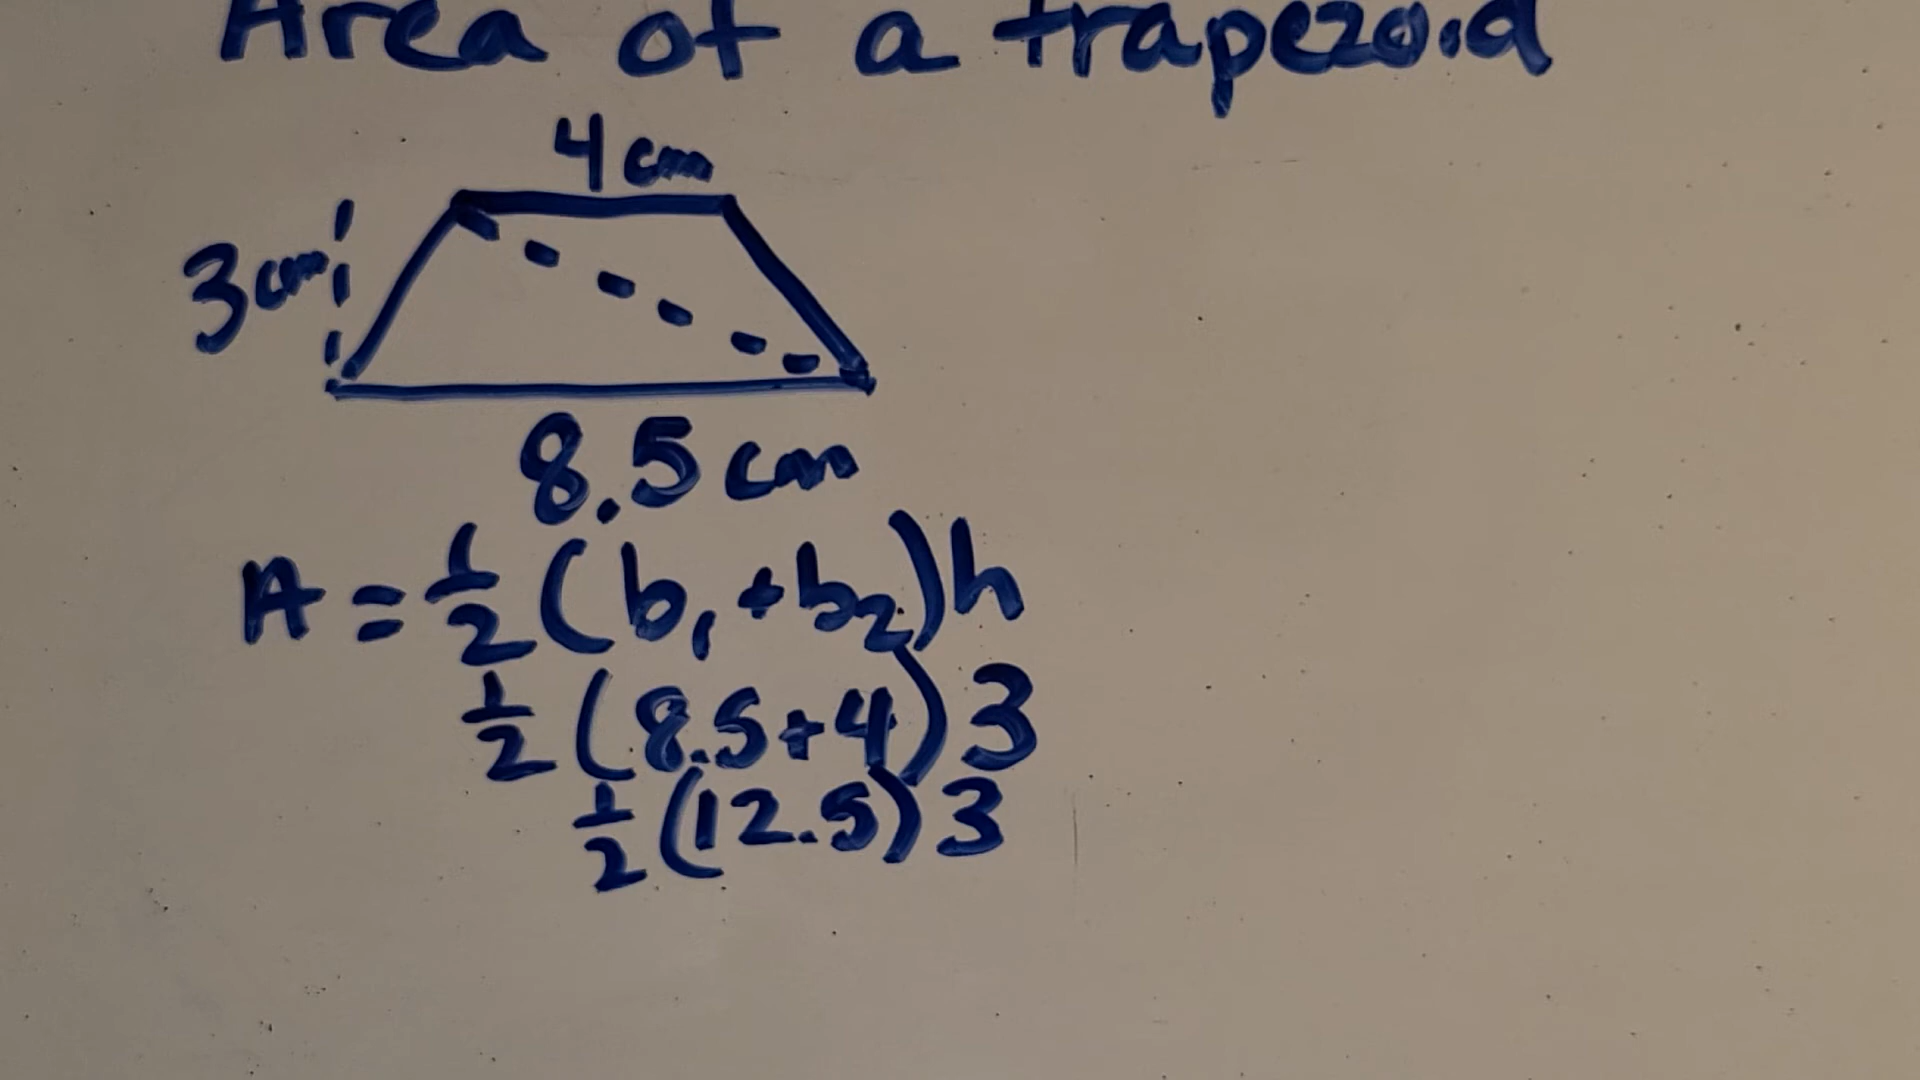 Area of a trapezoid
4 cm
3 cm
8.5 cm
A = 1/2 (b₁ + b₂) h
1/2 (8.5 + 4) 3
1/2 (12.5) 3